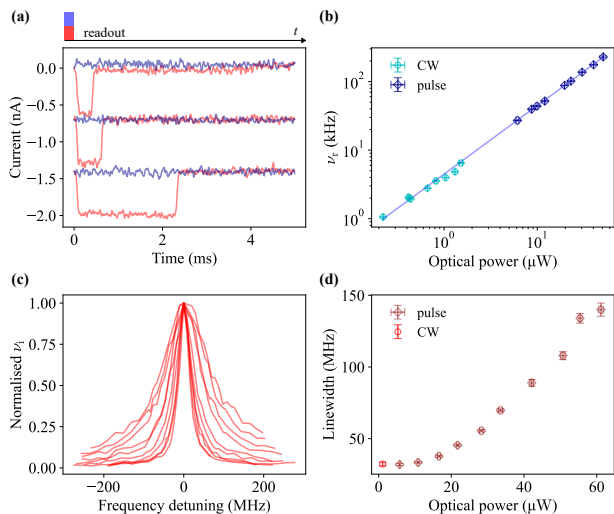 (a)
readout
t
0.0
−0.5
−1.0
−1.5
−2.0
Current (nA)
0
2
4
Time (ms)
(b)
CW
pulse
10²
10¹
10⁰
ντ (kHz)
10⁰
10¹
Optical power (μW)
(c)
1.00
0.75
0.50
0.25
0.00
Normalised νᵢ
−200
0
200
Frequency detuning (MHz)
(d)
pulse
CW
150
100
50
Linewidth (MHz)
0
20
40
60
Optical power (μW)